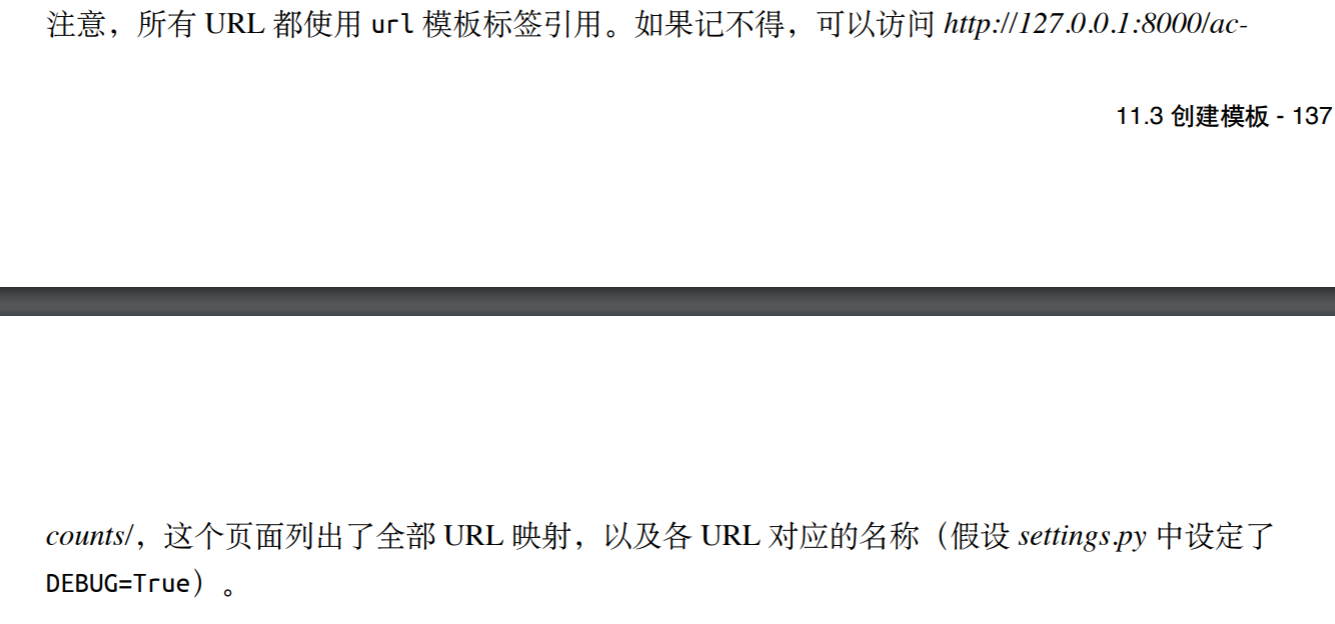 注意，所有 URL 都使用 url 模板标签引用。如果记不得，可以访问 http://127.0.0.1:8000/ac-
11.3 创建模板 - 137
counts/，这个页面列出了全部 URL 映射，以及各 URL 对应的名称（假设 settings.py 中设定了
DEBUG=True）。